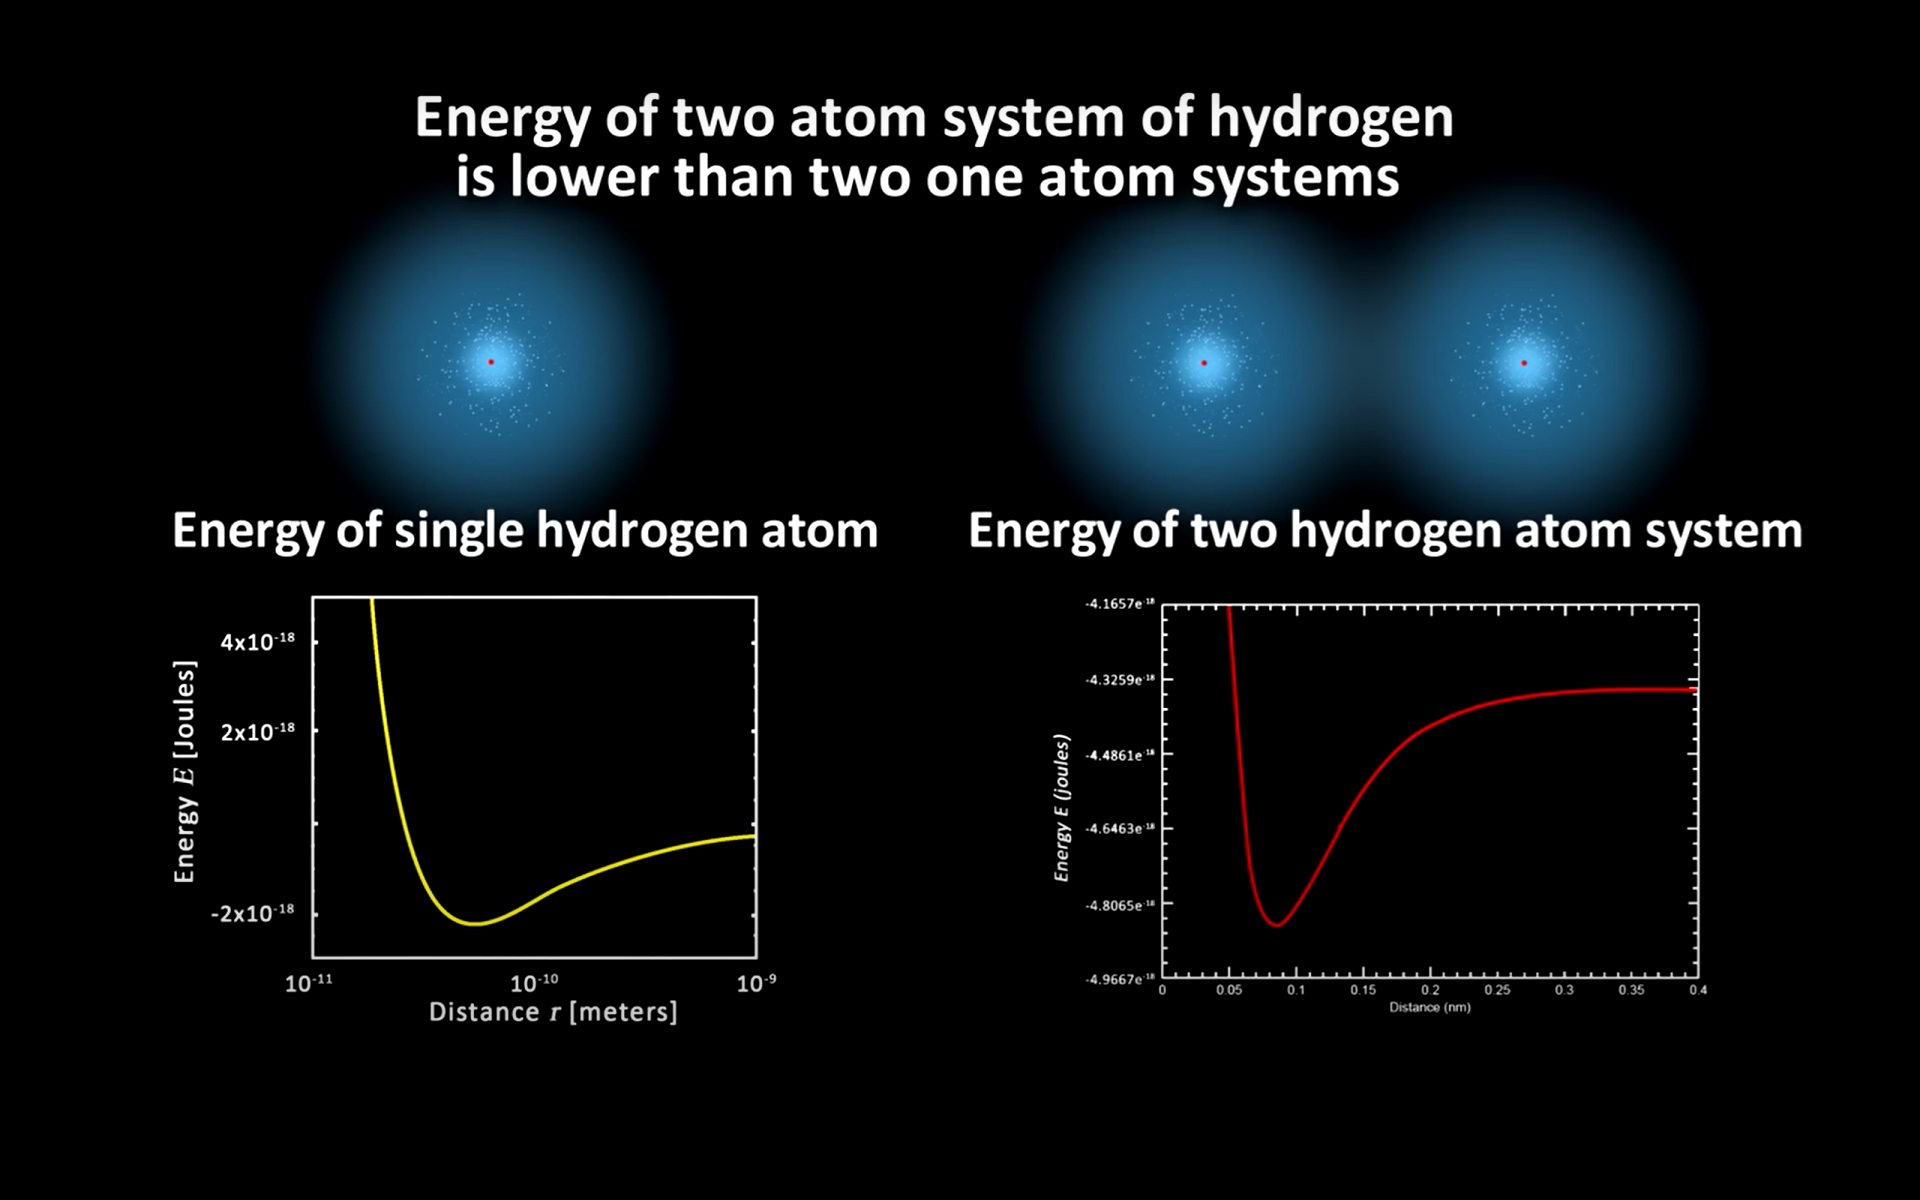 Energy of two atom system of hydrogen
is lower than two one atom systems
Energy of single hydrogen atom
Energy of two hydrogen atom system
4x10⁻¹⁸
2x10⁻¹⁸
-2x10⁻¹⁸
Energy E [Joules]
10⁻¹¹ 10⁻¹⁰ 10⁻⁹
Distance r [meters]
-4.1657e⁻¹⁸
-4.3259e⁻¹⁸
-4.4861e⁻¹⁸
-4.6463e⁻¹⁸
-4.8065e⁻¹⁸
-4.9667e⁻¹⁸
Energy E (joules)
0 0.05 0.1 0.15 0.2 0.25 0.3 0.35 0.4
Distance (nm)